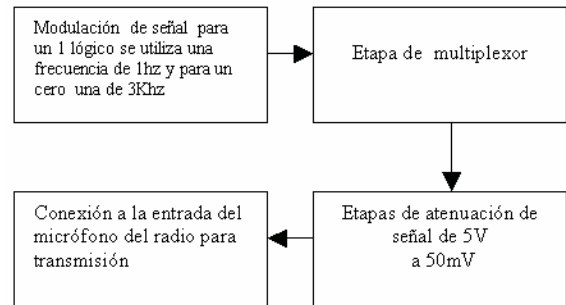 Modulación de señal para
un 1 lógico se utiliza una
frecuencia de 1hz y para un
cero una de 3Khz
Etapa de multiplexor
Etapas de atenuación de
señal de 5V
a 50mV
Conexión a la entrada del
micrófono del radio para
transmisión